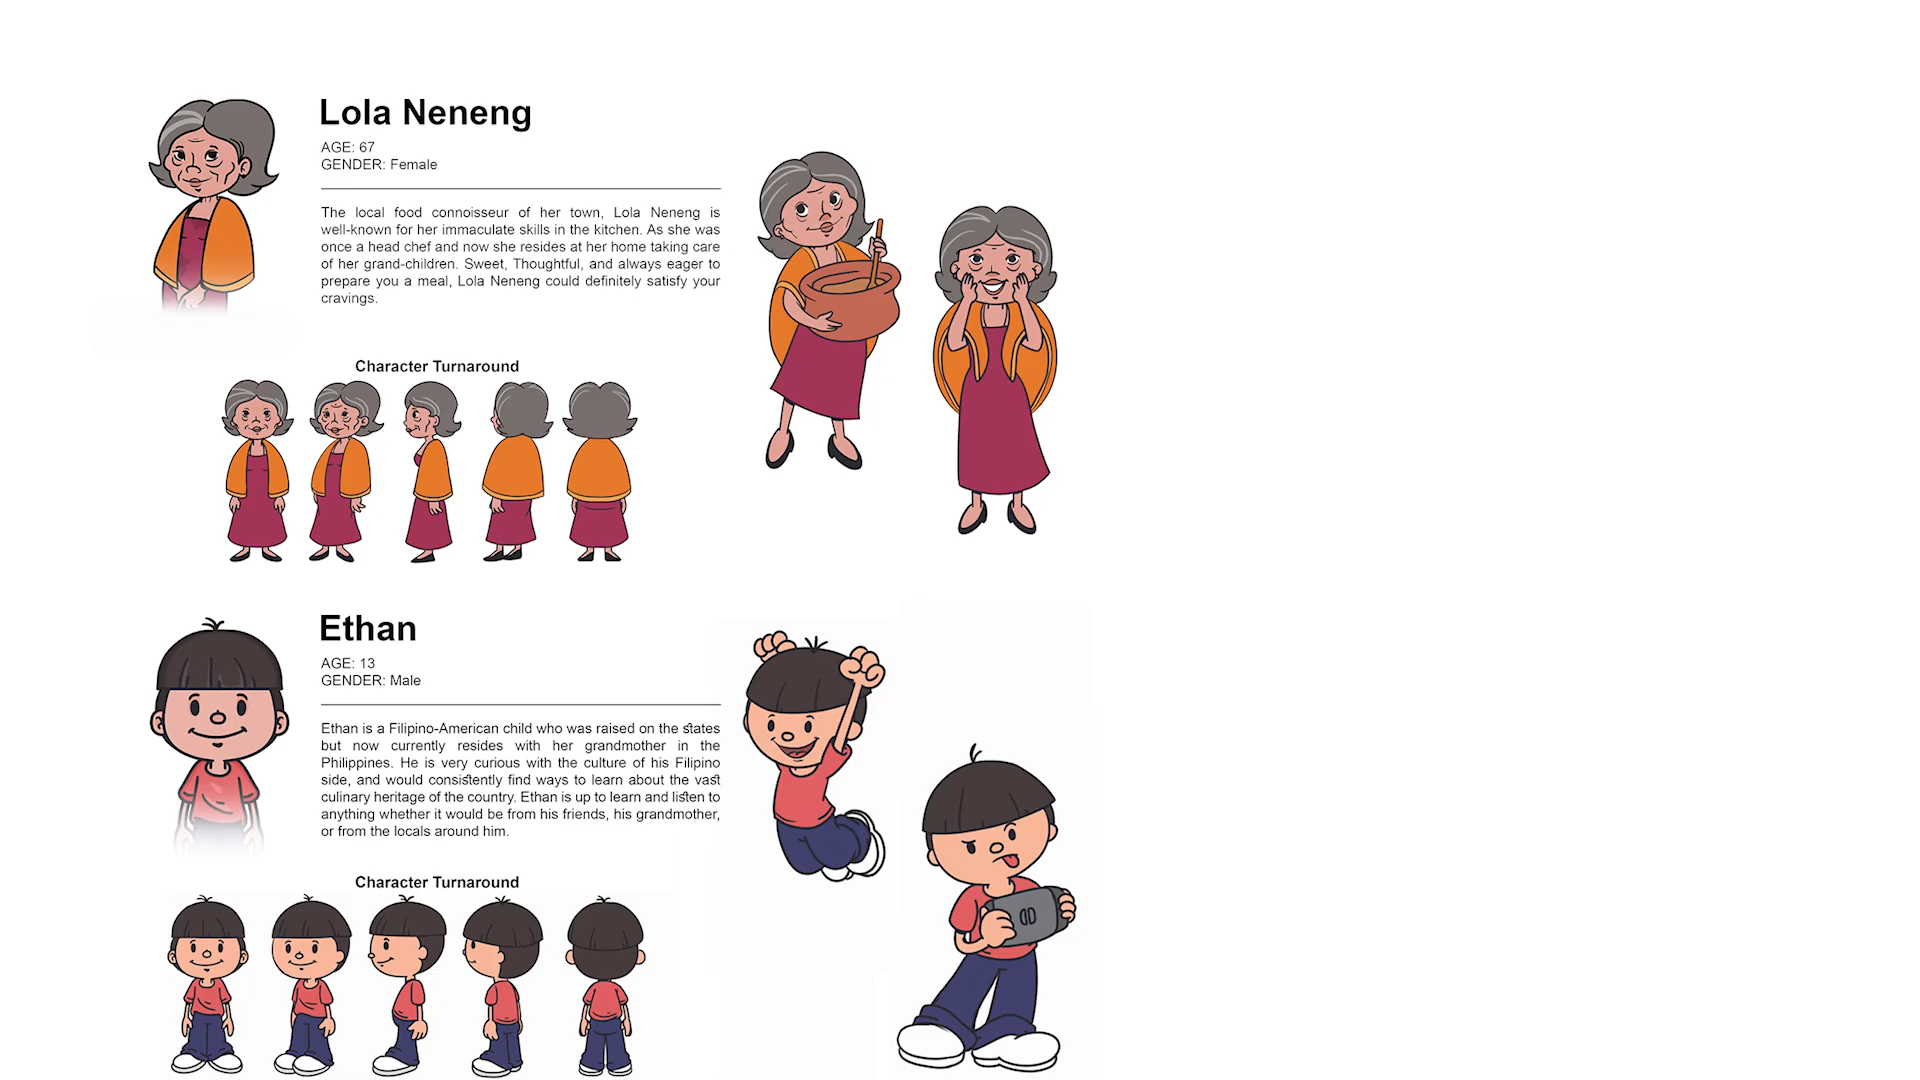 Lola Neneng
AGE: 67
GENDER: Female
The local food connoisseur of her town, Lola Neneng is
well-known for her immaculate skills in the kitchen. As she was
once a head chef and now she resides at her home taking care
of her grand-children. Sweet, Thoughtful, and always eager to
prepare you a meal, Lola Neneng could definitely satisfy your
cravings.
Character Turnaround
Ethan
AGE: 13
GENDER: Male
Ethan is a Filipino-American child who was raised on the states
but now currently resides with her grandmother in the
Philippines. He is very curious with the culture of his Filipino
side, and would consistently find ways to learn about the vast
culinary heritage of the country. Ethan is up to learn and listen to
anything whether it would be from his friends, his grandmother,
or from the locals around him.
Character Turnaround